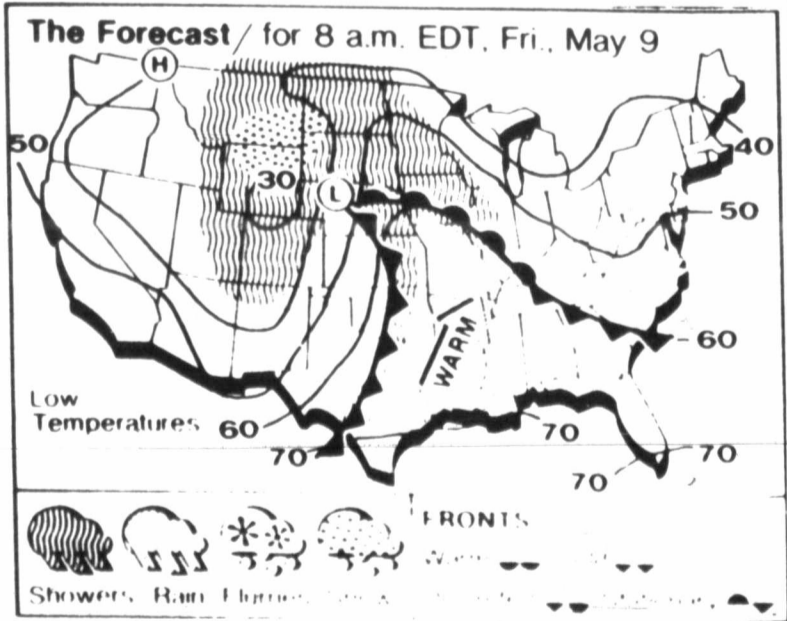 The Forecast / for 8 a.m. EDT, Fri., May 9
H
50
40
30
L
50
WARM
60
Low
Temperatures
60
70
70
70
70
FRONTS
Showers Rain Flurries